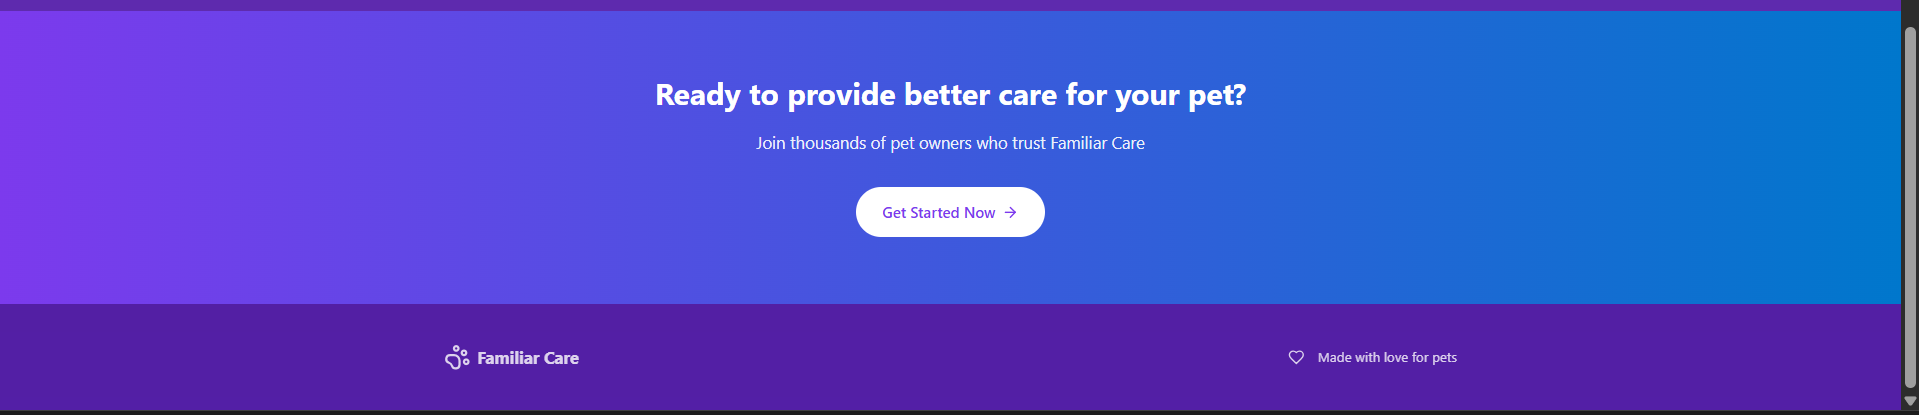 Ready to provide better care for your pet?
Join thousands of pet owners who trust Familiar Care
Get Started Now
Familiar Care
Made with love for pets